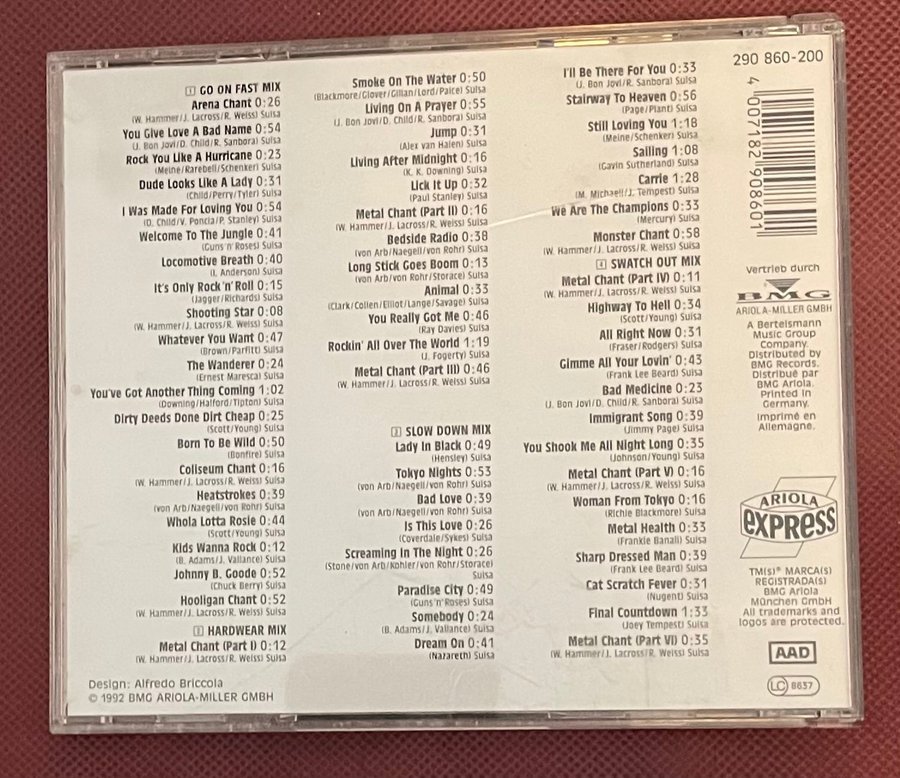 1 GO ON FAST MIX
Arena Chant 0:26
(W. Hammer/J. Lacross/R. Weiss) Suisa
You Give Love A Bad Name 0:54
(J. Bon Jovi/D. Child/R. Sanbora) Suisa
Rock You Like A Hurricane 0:23
(Meine/Rarebell/Schenker) Suisa
Dude Looks Like A Lady 0:31
(Child/Perry/Tyler) Suisa
I Was Made For Loving You 0:54
(D. Child/V. Poncia/P. Stanley) Suisa
Welcome To The Jungle 0:41
(Guns'n'Roses) Suisa
Locomotive Breath 0:40
(I. Anderson) Suisa
It's Only Rock'n'Roll 0:15
(Jagger/Richards) Suisa
Shooting Star 0:08
(W. Hammer/J. Lacross/R. Weiss) Suisa
Whatever You Want 0:47
(Brown/Parfitt) Suisa
The Wanderer 0:24
(Ernest Maresca) Suisa
You've Got Another Thing Coming 1:02
(Downing/Halford/Tipton) Suisa
Dirty Deeds Done Dirt Cheap 0:25
(Scott/Young) Suisa
Born To Be Wild 0:50
(Bonfire) Suisa
Coliseum Chant 0:16
(W. Hammer/J. Lacross/R. Weiss) Suisa
Heatstrokes 0:39
(von Arb/Naegeli/von Rohr) Suisa
Whola Lotta Rosie 0:44
(Scott/Young) Suisa
Kids Wanna Rock 0:12
(B. Adams/J. Vallance) Suisa
Johnny B. Goode 0:52
(Chuck Berry) Suisa
Hooligan Chant 0:52
(W. Hammer/J. Lacross/R. Weiss) Suisa
2 HARDWEAR MIX
Metal Chant (Part I) 0:12
(W. Hammer/J. Lacross/R. Weiss) Suisa
Design: Alfredo Briccola
© 1992 BMG ARIOLA-MILLER GMBH
Smoke On The Water 0:50
(Blackmore/Glover/Gillan/Lord/Paice) Suisa
Living On A Prayer 0:55
(J. Bon Jovi/D. Child/R. Sanbora) Suisa
Jump 0:31
(Alex van Halen) Suisa
Living After Midnight 0:16
(K. K. Downing) Suisa
Lick It Up 0:32
(Paul Stanley) Suisa
Metal Chant (Part II) 0:16
(W. Hammer/J. Lacross/R. Weiss) Suisa
Bedside Radio 0:38
(von Arb/Naegeli/von Rohr) Suisa
Long Stick Goes Boom 0:13
(von Arb/von Rohr/Storace) Suisa
Animal 0:33
(Clark/Collen/Elliot/Lange/Savage) Suisa
You Really Got Me 0:46
(Ray Davies) Suisa
Rockin' All Over The World 1:19
(J. Fogerty) Suisa
Metal Chant (Part III) 0:46
(W. Hammer/J. Lacross/R. Weiss) Suisa
3 SLOW DOWN MIX
Lady In Black 0:49
(Hensley) Suisa
Tokyo Nights 0:53
(von Arb/Naegeli/von Rohr) Suisa
Bad Love 0:39
(von Arb/Naegeli/von Rohr) Suisa
Is This Love 0:26
(Coverdale/Sykes) Suisa
Screaming In The Night 0:26
(Stone/von Arb/Kohler/von Rohr/Storace)
Suisa
Paradise City 0:49
(Guns'n'Roses) Suisa
Somebody 0:24
(B. Adams/J. Vallance) Suisa
Dream On 0:41
(Nazareth) Suisa
I'll Be There For You 0:33
(J. Bon Jovi/R. Sanbora) Suisa
Stairway To Heaven 0:56
(Page/Plant) Suisa
Still Loving You 1:18
(Meine/Schenker) Suisa
Sailing 1:08
(Gavin Sutherland) Suisa
Carrie 1:28
(M. Michaeli/J. Tempest) Suisa
We Are The Champions 0:33
(Mercury) Suisa
Monster Chant 0:58
(W. Hammer/J. Lacross/R. Weiss) Suisa
4 SWATCH OUT MIX
Metal Chant (Part IV) 0:11
(W. Hammer/J. Lacross/R. Weiss) Suisa
Highway To Hell 0:34
(Scott/Young) Suisa
All Right Now 0:31
(Fraser/Rodgers) Suisa
Gimme All Your Lovin' 0:43
(Frank Lee Beard) Suisa
Bad Medicine 0:23
(J. Bon Jovi/D. Child/R. Sanbora) Suisa
Immigrant Song 0:39
(Jimmy Page) Suisa
You Shook Me All Night Long 0:35
(Johnson/Young) Suisa
Metal Chant (Part V) 0:16
(W. Hammer/J. Lacross/R. Weiss) Suisa
Woman From Tokyo 0:16
(Richie Blackmore) Suisa
Metal Health 0:33
(Frankie Banali) Suisa
Sharp Dressed Man 0:39
(Frank Lee Beard) Suisa
Cat Scratch Fever 0:31
(Nugent) Suisa
Final Countdown 1:33
(Joey Tempest) Suisa
Metal Chant (Part VI) 0:35
(W. Hammer/J. Lacross/R. Weiss) Suisa
290 860-200
4 007182 908601
Vertrieb durch
BMG
ARIOLA-MILLER GMBH
A Bertelsmann
Music Group
Company.
Distributed by
BMG Records.
Distribué par
BMG Ariola.
Printed in
Germany.
Imprimé en
Allemagne.
ARIOLA
eXPRESS
TM(S)® MARCA(S)
REGISTRADA(S)
BMG Ariola
München GmbH
All trademarks and
logos are protected.
AAD
LC 8637